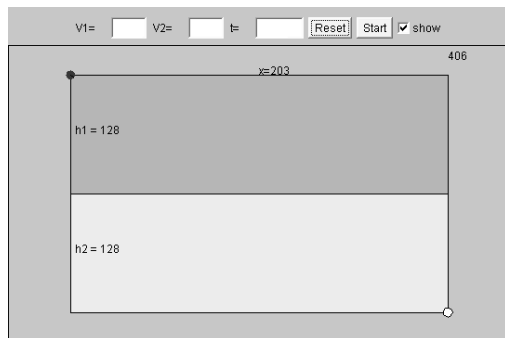 V1= V2= t= Reset Start show
406
x=203
h1 = 128
h2 = 128